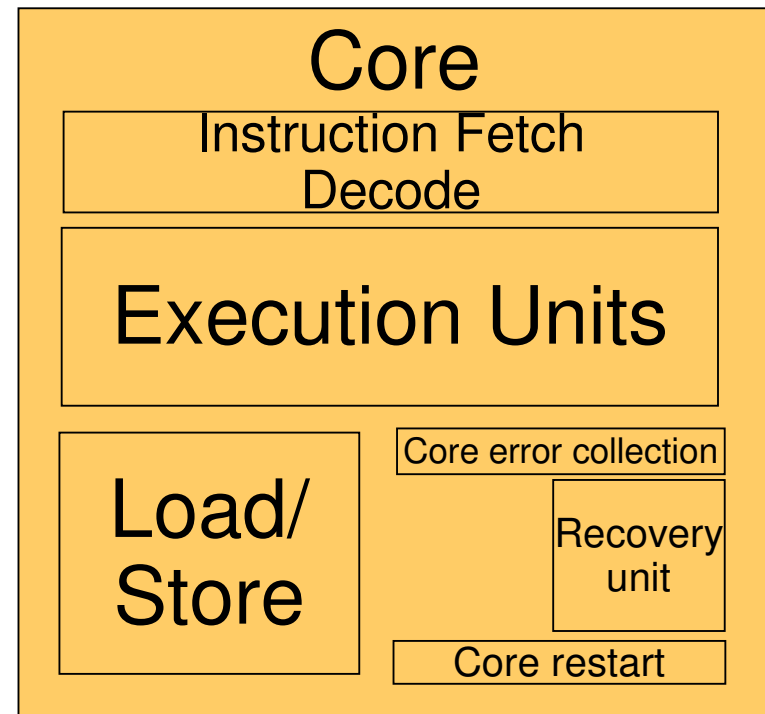 Core
Instruction Fetch
Decode
Execution Units
Load/
Store
Core error collection
Recovery
unit
Core restart